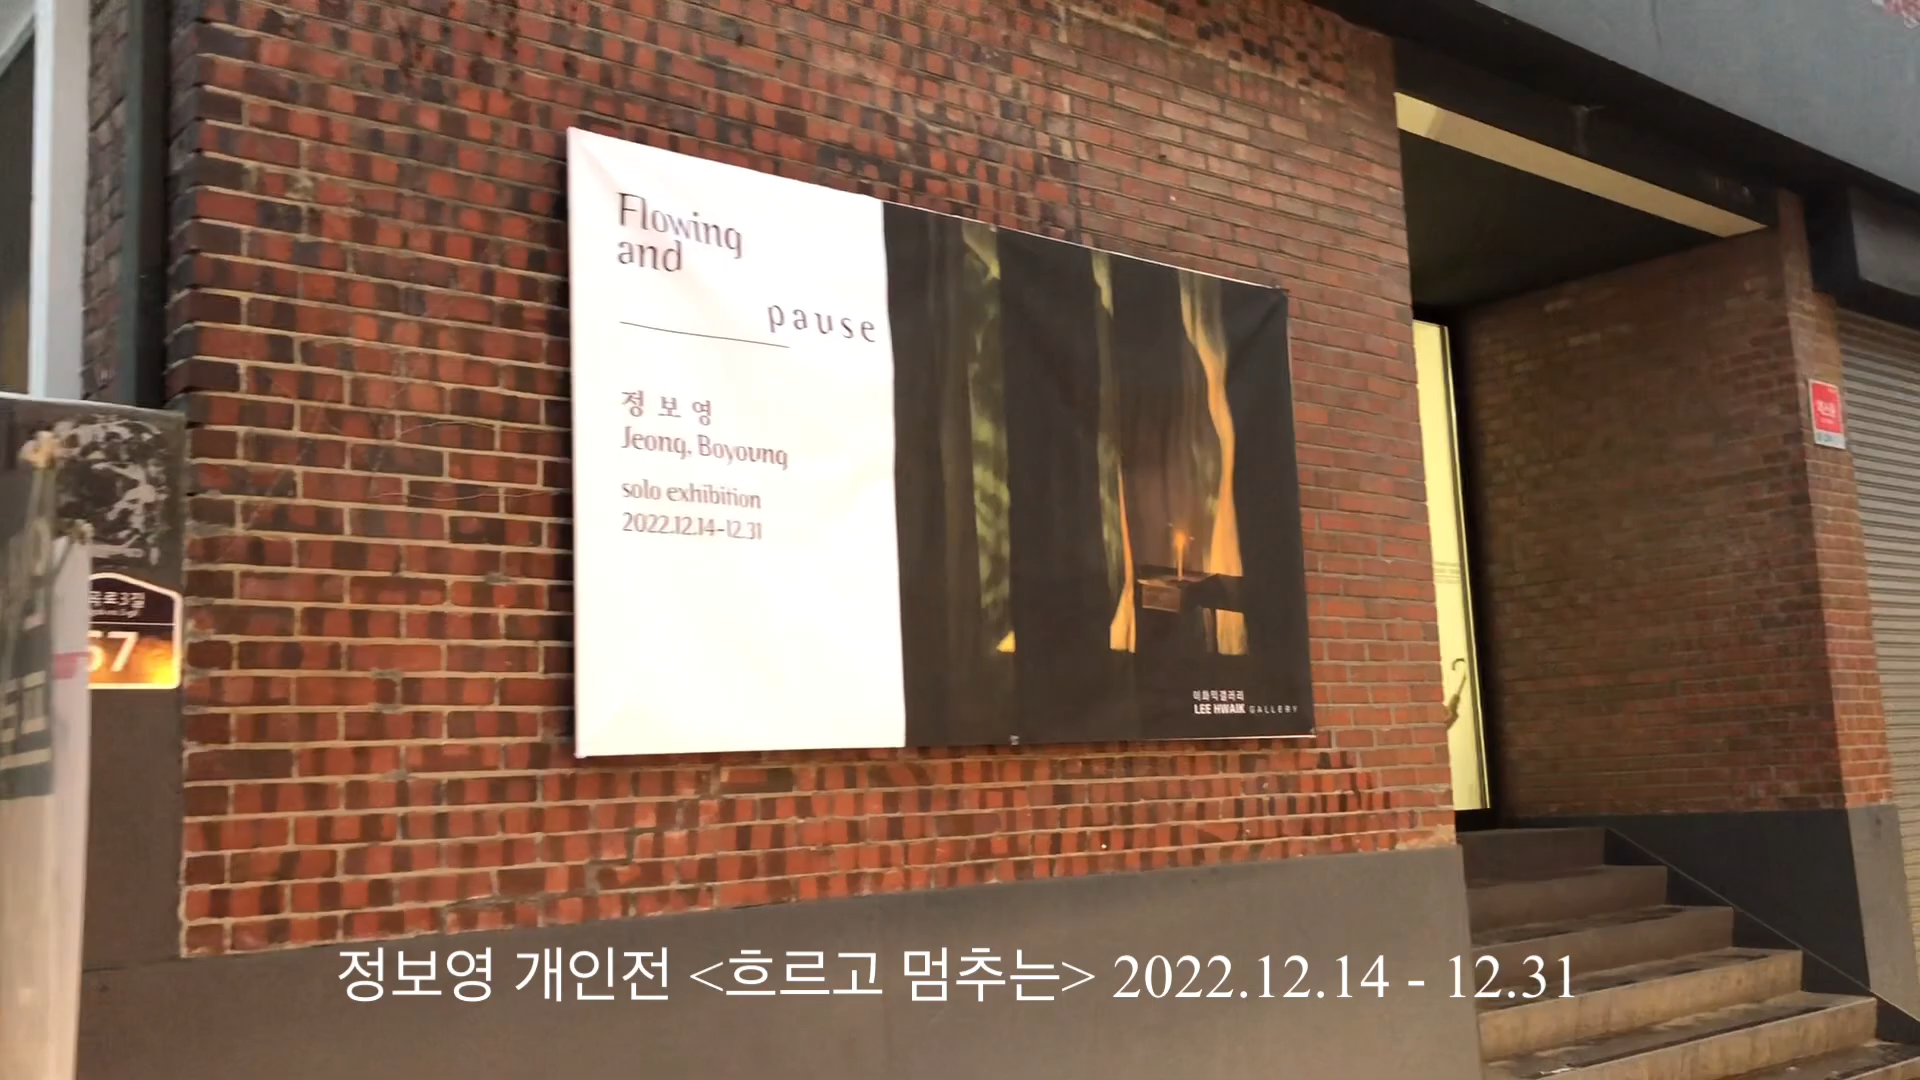 Flowing
and
pause
정 보 영
Jeong, Boyoung
solo exhibition
2022.12.14-12.31
이화익갤러리
LEE HWAIK GALLERY
67
정보영 개인전 <흐르고 멈추는> 2022.12.14 - 12.31